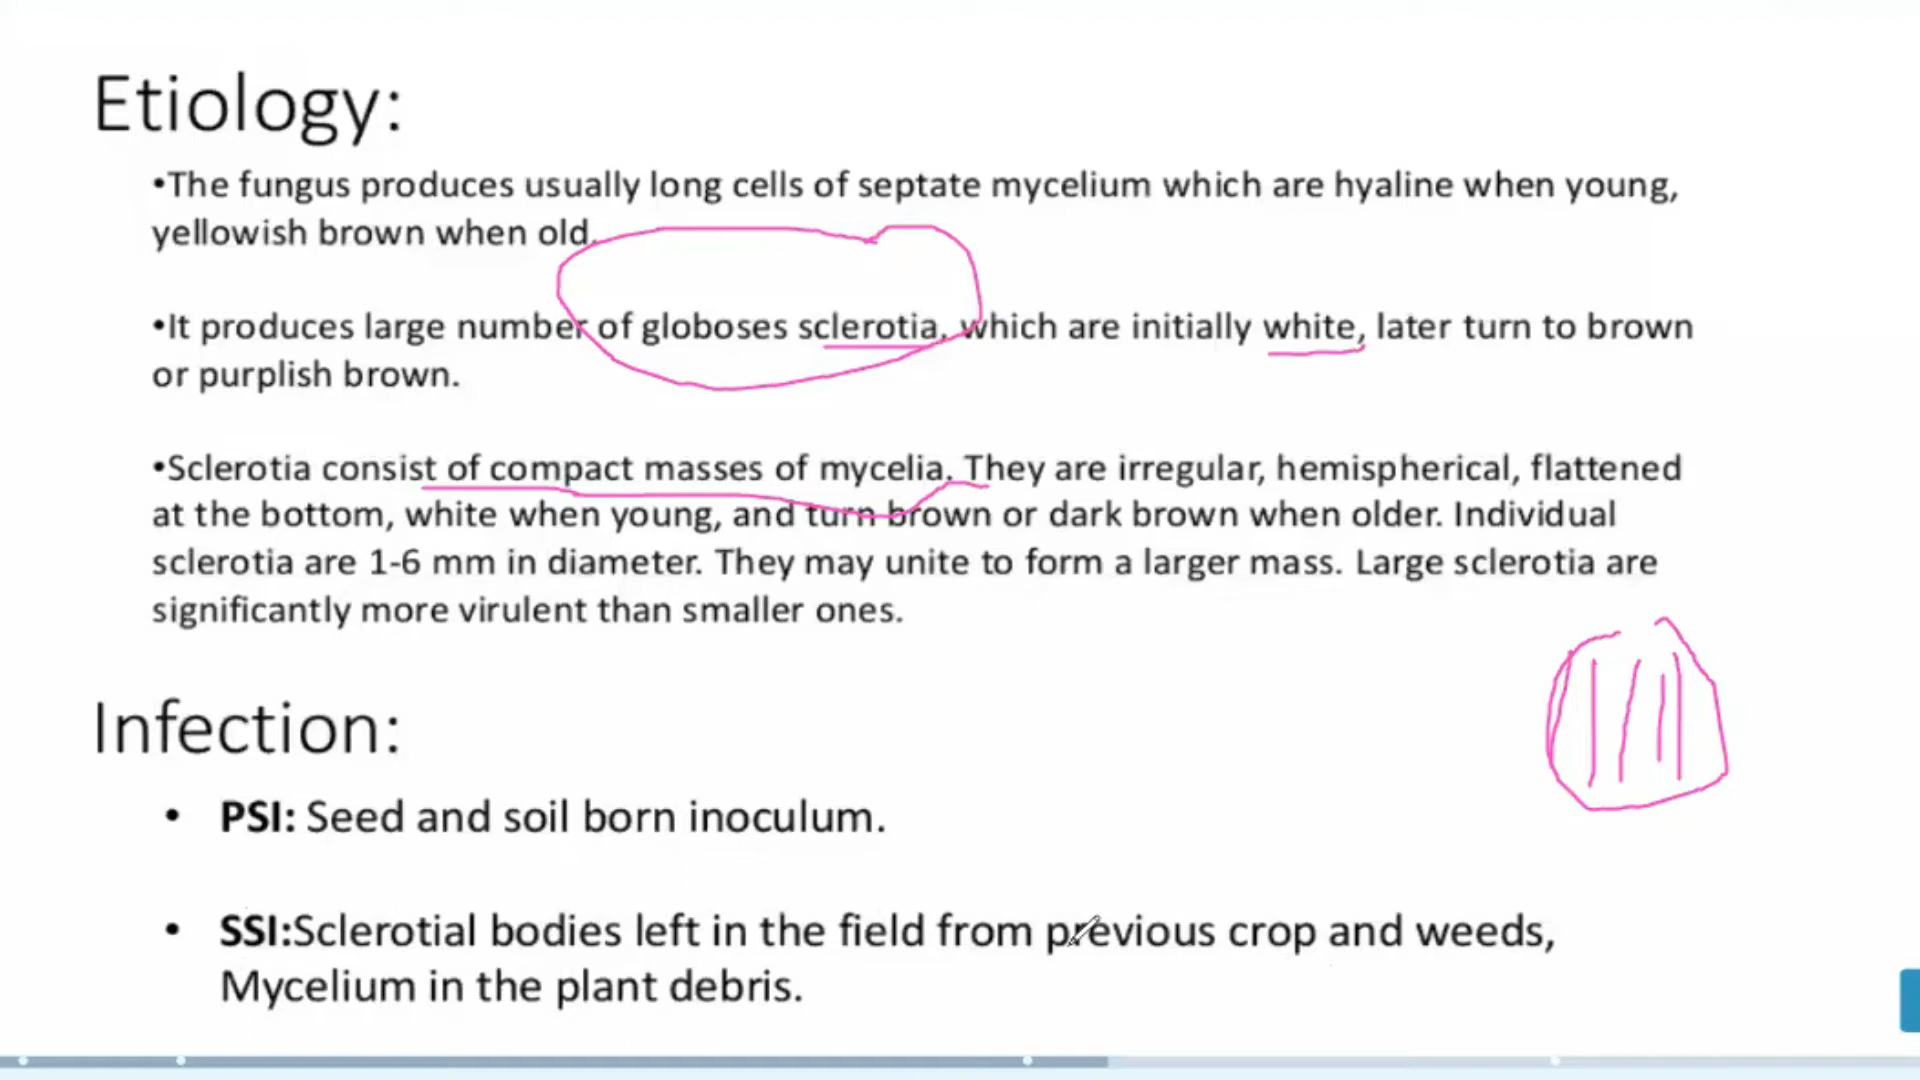 Etiology:
•The fungus produces usually long cells of septate mycelium which are hyaline when young,
yellowish brown when old.
•It produces large number of globoses sclerotia, which are initially white, later turn to brown
or purplish brown.
•Sclerotia consist of compact masses of mycelia. They are irregular, hemispherical, flattened
at the bottom, white when young, and turn brown or dark brown when older. Individual
sclerotia are 1-6 mm in diameter. They may unite to form a larger mass. Large sclerotia are
significantly more virulent than smaller ones.
Infection:
• PSI: Seed and soil born inoculum.
• SSI:Sclerotial bodies left in the field from previous crop and weeds,
Mycelium in the plant debris.